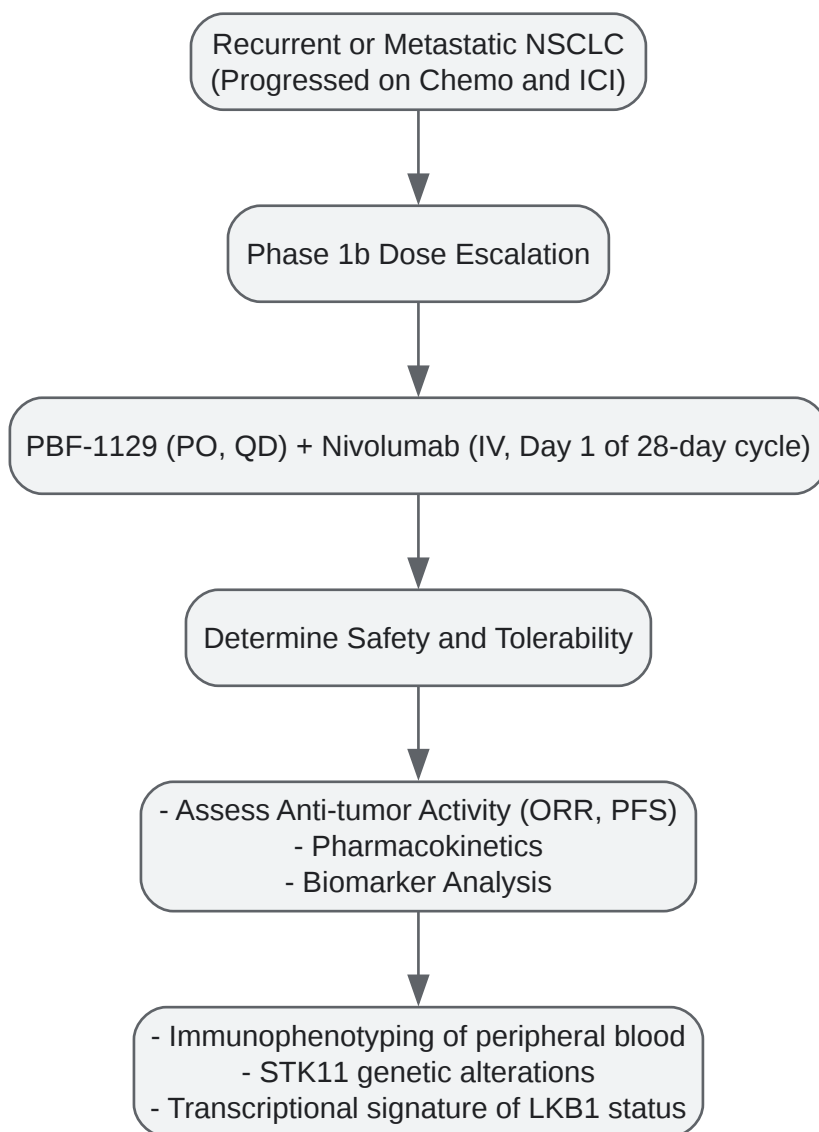 Recurrent or Metastatic NSCLC
(Progressed on Chemo and ICI)
Phase 1b Dose Escalation
PBF-1129 (PO, QD) + Nivolumab (IV, Day 1 of 28-day cycle)
Determine Safety and Tolerability
- Assess Anti-tumor Activity (ORR, PFS)
- Pharmacokinetics
- Biomarker Analysis
- Immunophenotyping of peripheral blood
- STK11 genetic alterations
- Transcriptional signature of LKB1 status